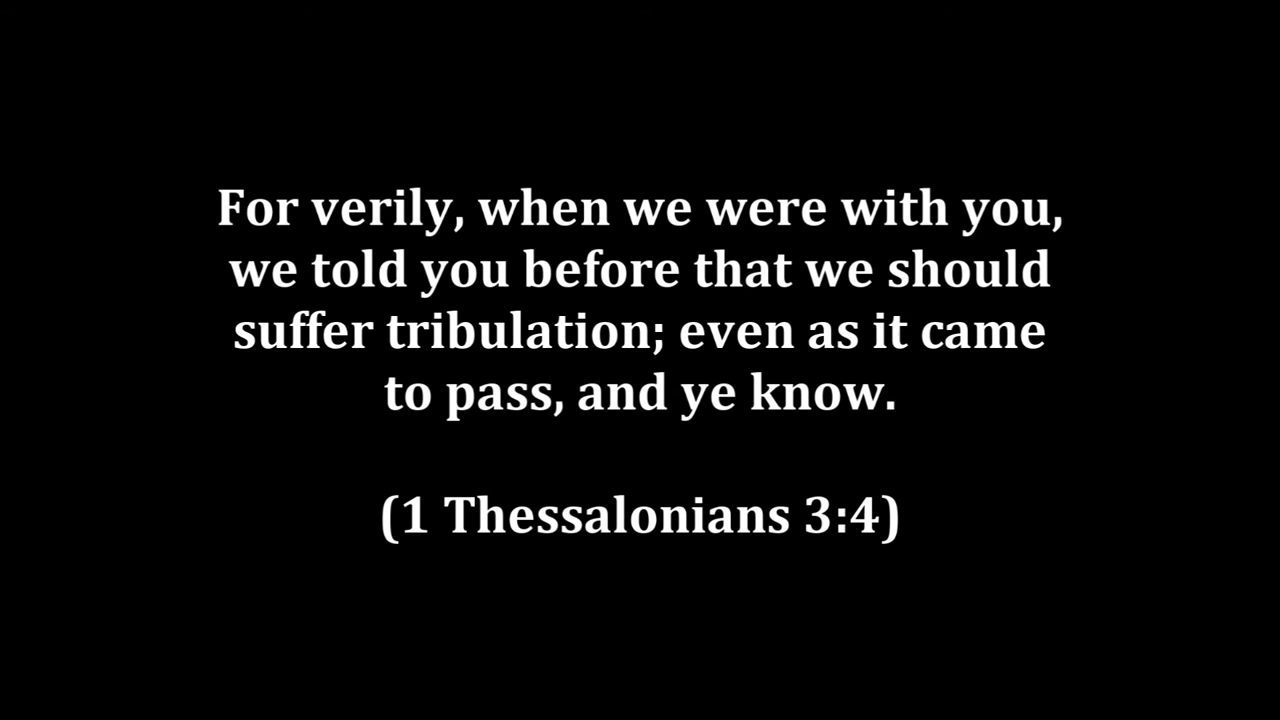 For verily, when we were with you,
we told you before that we should
suffer tribulation; even as it came
to pass, and ye know.
(1 Thessalonians 3:4)